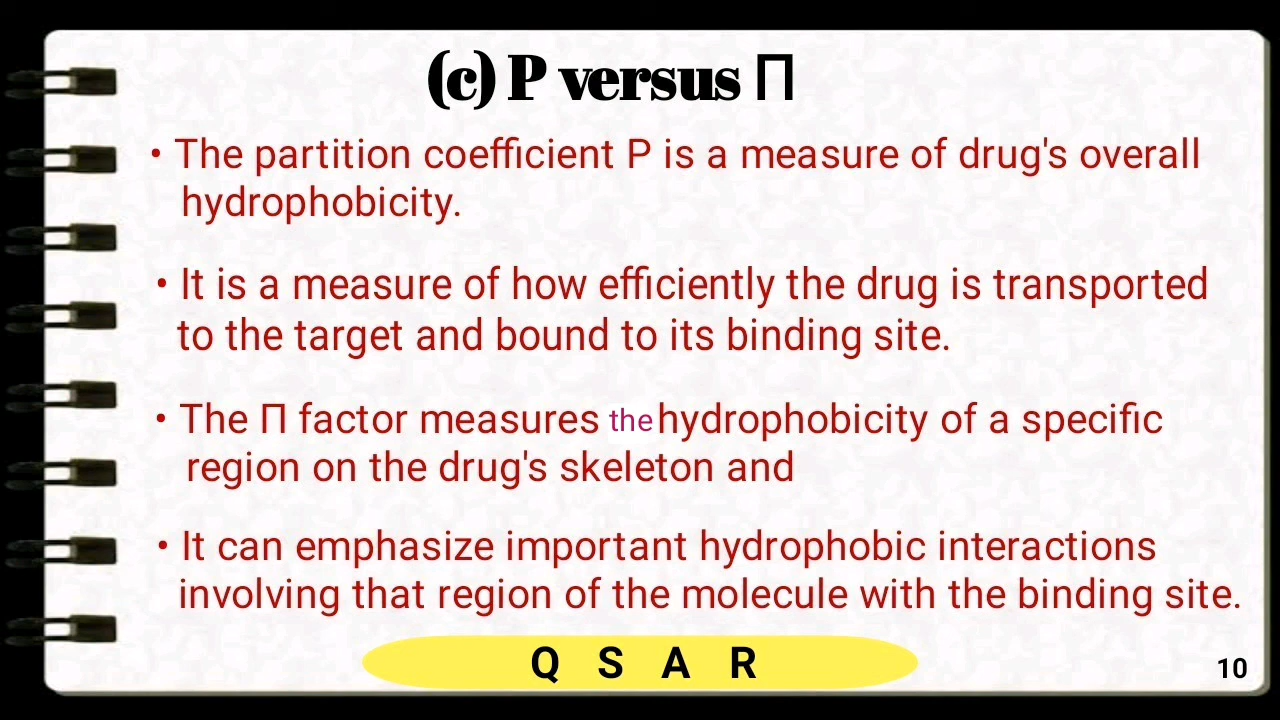 (c) P versus Π
• The partition coefficient P is a measure of drug's overall
hydrophobicity.
• It is a measure of how efficiently the drug is transported
to the target and bound to its binding site.
• The Π factor measures the hydrophobicity of a specific
region on the drug's skeleton and
• It can emphasize important hydrophobic interactions
involving that region of the molecule with the binding site.
Q S A R
10